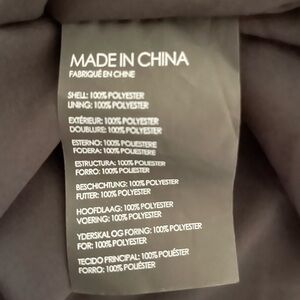 MADE IN CHINA
FABRIQUÉ EN CHINE
SHELL: 100% POLYESTER
LINING: 100% POLYESTER
EXTÉRIEUR: 100% POLYESTER
DOUBLURE: 100% POLYESTER
ESTERNO: 100% POLIESTERE
FODERA: 100% POLIESTERE
ESTRUCTURA: 100% POLIESTER
FORRO: 100% POLIESTER
BESCHICHTUNG: 100% POLYESTER
FUTTER: 100% POLYESTER
HOOFDLAAG: 100% POLYESTER
VOERING: 100% POLYESTER
YDERSKAL OG FORING: 100% POLYESTER
FOR: 100% POLYESTER
TECIDO PRINCIPAL: 100% POLIÉSTER
FORRO: 100% POLIÉSTER